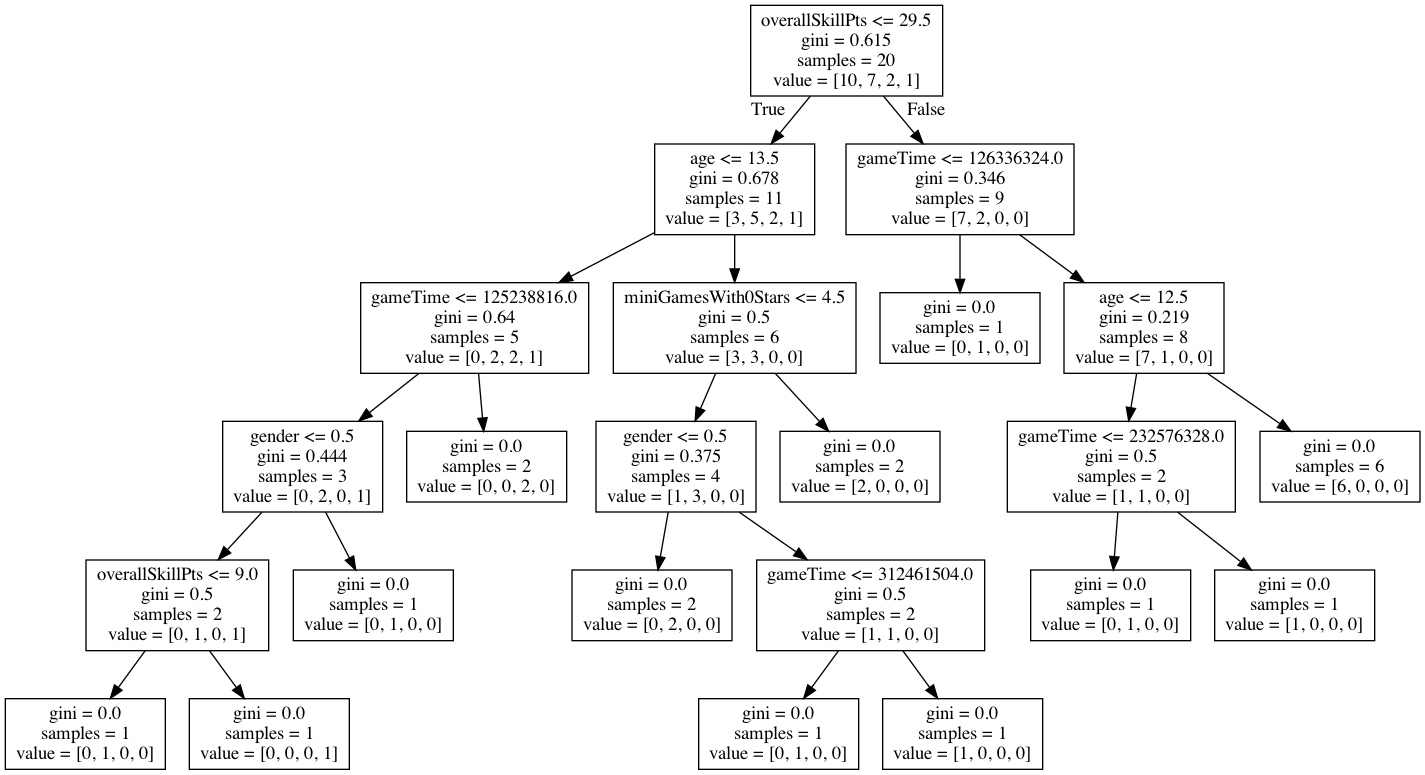 overallSkillPts <= 29.5
gini = 0.615
samples = 20
value = [10, 7, 2, 1]
True
False
age <= 13.5
gini = 0.678
samples = 11
value = [3, 5, 2, 1]
gameTime <= 126336324.0
gini = 0.346
samples = 9
value = [7, 2, 0, 0]
gameTime <= 125238816.0
gini = 0.64
samples = 5
value = [0, 2, 2, 1]
miniGamesWith0Stars <= 4.5
gini = 0.5
samples = 6
value = [3, 3, 0, 0]
gini = 0.0
samples = 1
value = [0, 1, 0, 0]
age <= 12.5
gini = 0.219
samples = 8
value = [7, 1, 0, 0]
gender <= 0.5
gini = 0.444
samples = 3
value = [0, 2, 0, 1]
gini = 0.0
samples = 2
value = [0, 0, 2, 0]
gender <= 0.5
gini = 0.375
samples = 4
value = [1, 3, 0, 0]
gini = 0.0
samples = 2
value = [2, 0, 0, 0]
gameTime <= 232576328.0
gini = 0.5
samples = 2
value = [1, 1, 0, 0]
gini = 0.0
samples = 6
value = [6, 0, 0, 0]
overallSkillPts <= 9.0
gini = 0.5
samples = 2
value = [0, 1, 0, 1]
gini = 0.0
samples = 1
value = [0, 1, 0, 0]
gini = 0.0
samples = 2
value = [0, 2, 0, 0]
gameTime <= 312461504.0
gini = 0.5
samples = 2
value = [1, 1, 0, 0]
gini = 0.0
samples = 1
value = [0, 1, 0, 0]
gini = 0.0
samples = 1
value = [1, 0, 0, 0]
gini = 0.0
samples = 1
value = [0, 1, 0, 0]
gini = 0.0
samples = 1
value = [0, 0, 0, 1]
gini = 0.0
samples = 1
value = [0, 1, 0, 0]
gini = 0.0
samples = 1
value = [1, 0, 0, 0]